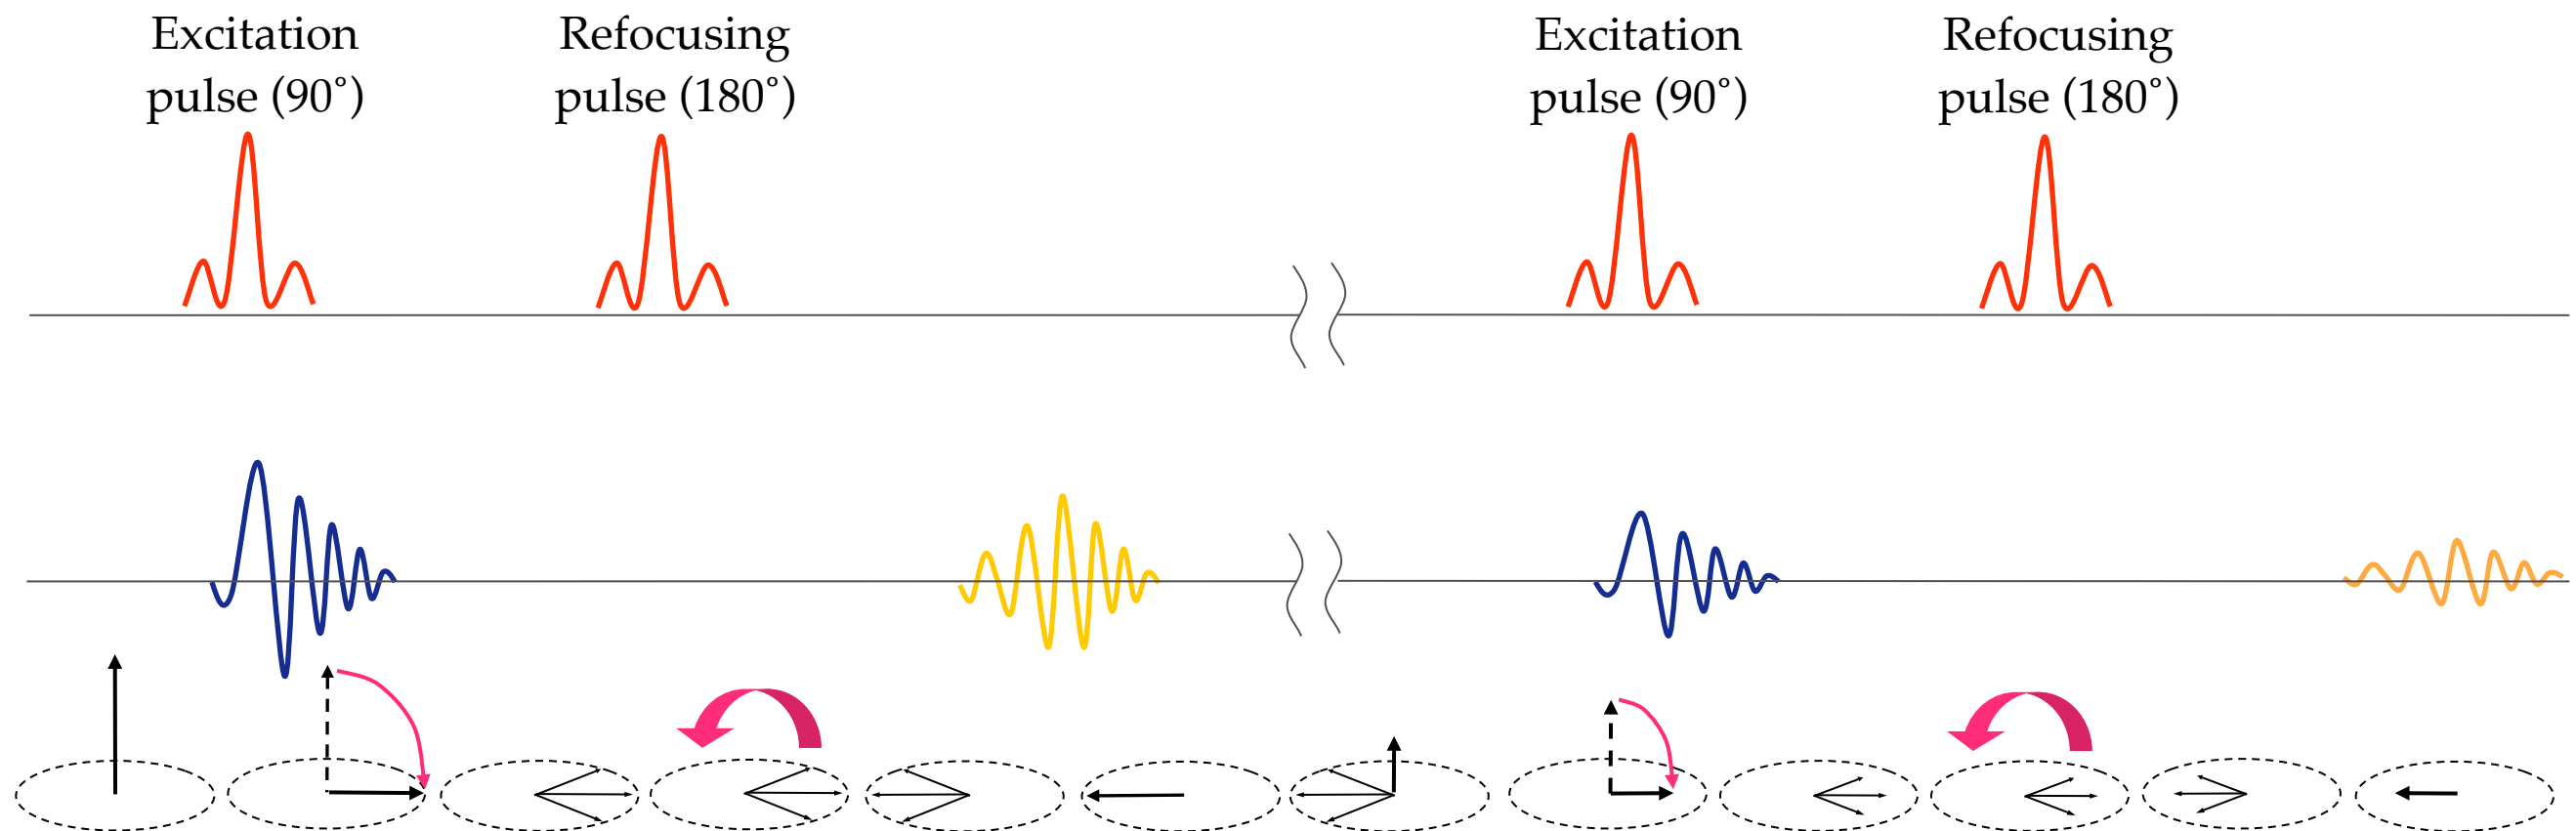 Excitation
pulse (90˚)
Refocusing
pulse (180˚)
Excitation
pulse (90˚)
Refocusing
pulse (180˚)